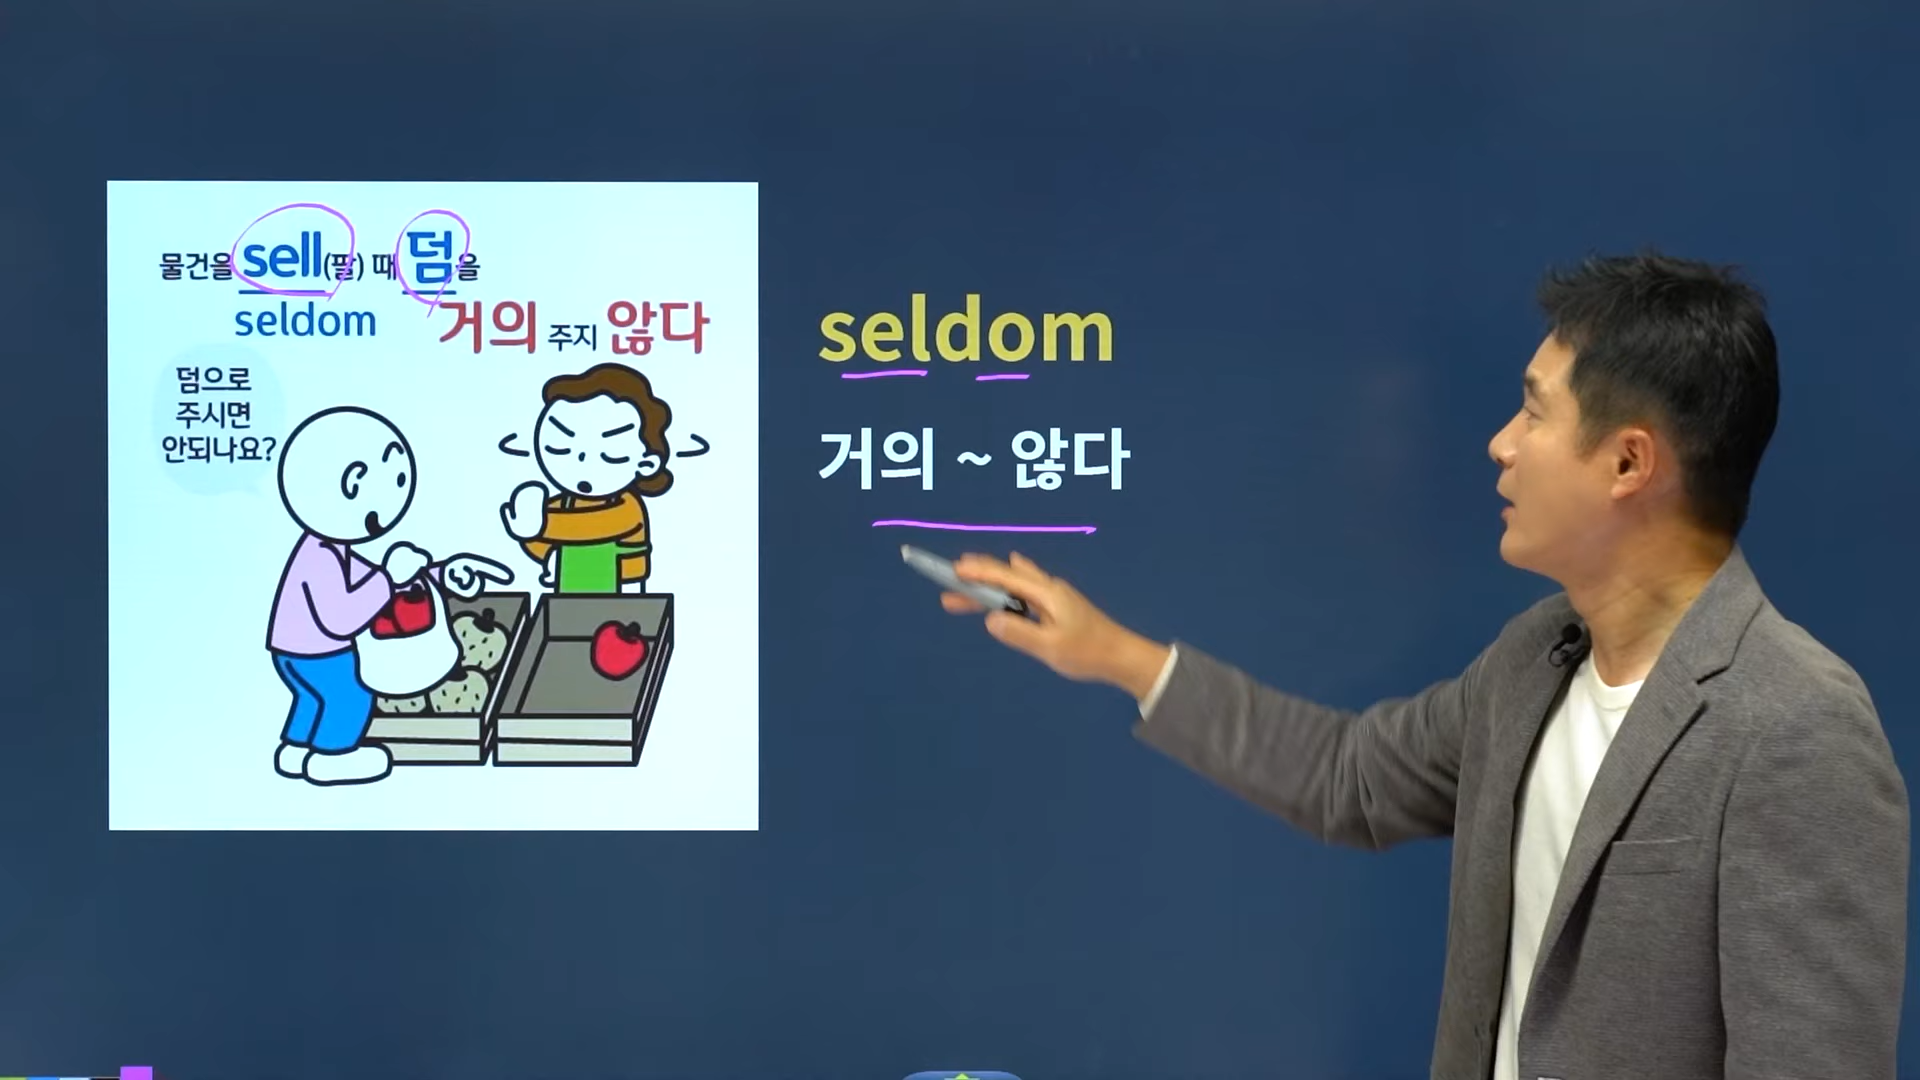 물건을 sell(팔) 때 덤을
seldom 거의 주지 않다
덤으로
주시면
안되나요?
seldom
거의 ~ 않다